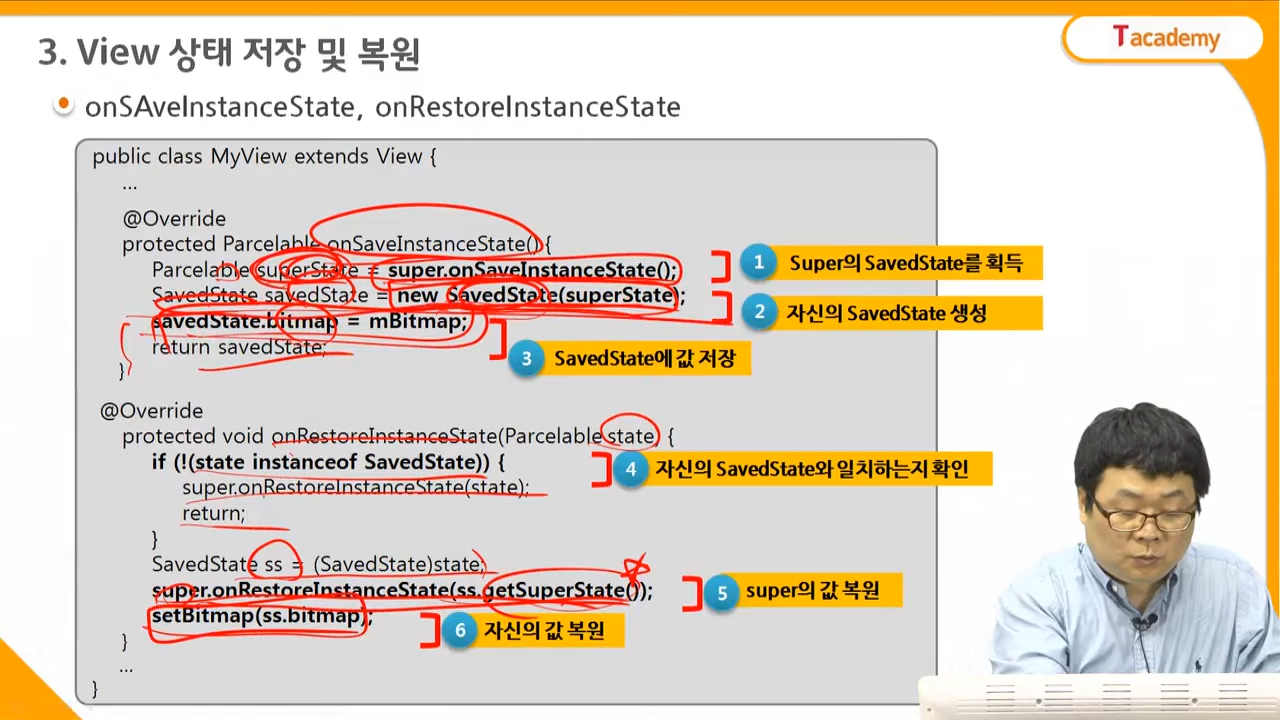 3. View 상태 저장 및 복원
Tacademy
onSAveInstanceState, onRestoreInstanceState
public class MyView extends View {
...
@Override
protected Parcelable onSaveInstanceState() {
Parcelable superState = super.onSaveInstanceState();
1 Super의 SavedState를 획득
SavedState savedState = new SavedState(superState);
2 자신의 SavedState 생성
savedState.bitmap = mBitmap;
return savedState;
3 SavedState에 값 저장
}
@Override
protected void onRestoreInstanceState(Parcelable state) {
if (!(state instanceof SavedState)) {
4 자신의 SavedState와 일치하는지 확인
super.onRestoreInstanceState(state);
return;
}
SavedState ss = (SavedState)state;
super.onRestoreInstanceState(ss.getSuperState());
5 super의 값 복원
setBitmap(ss.bitmap);
6 자신의 값 복원
}
...
}